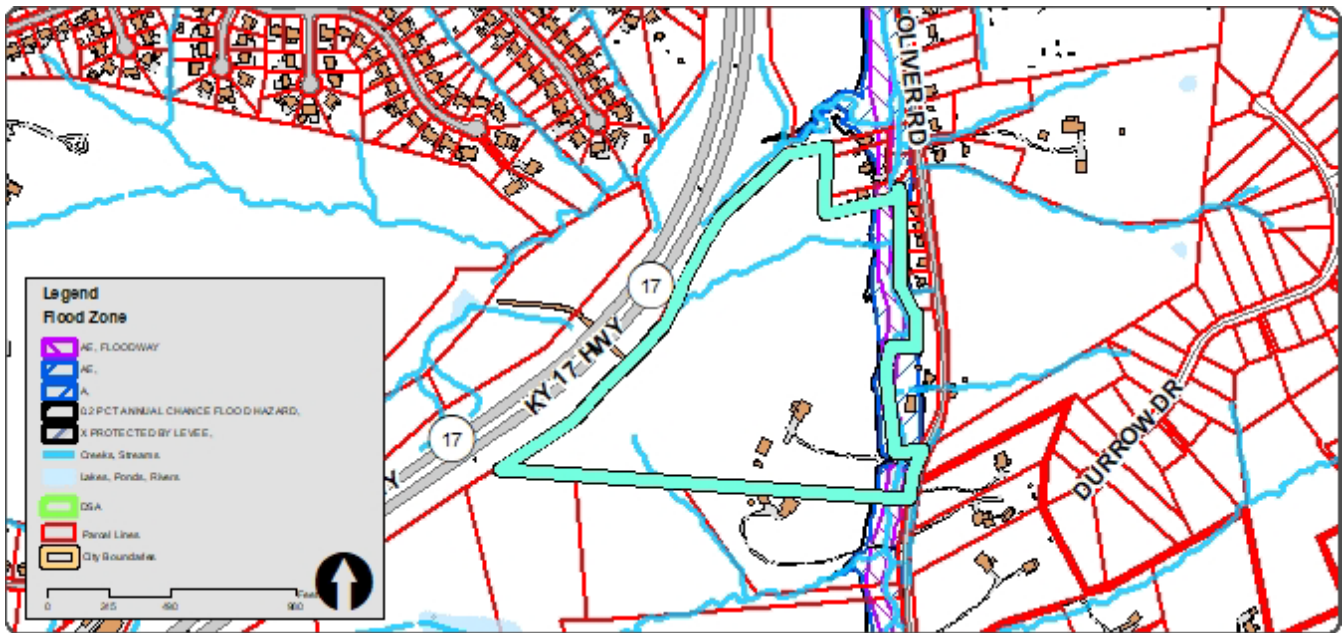 OLIVER RD
17
KY 17 HWY
17
Y
DURROW DR
Legend
Flood Zone
AE, FLOODWAY
AE,
A,
0.2 PCT ANNUAL CHANCE FLOOD HAZARD,
X PROTECTED BY LEVEE,
Creeks, Streams
Lakes, Ponds, Rivers
DSA
Parcel Lines
City Boundaries
Feet
0 245 490 980